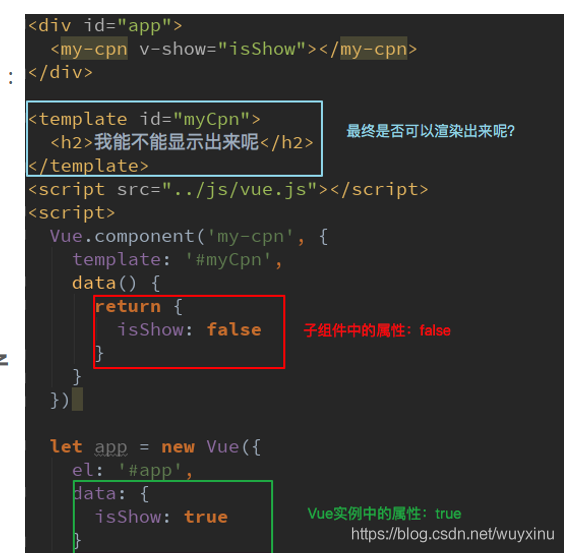 <div id="app">
<my-cpn v-show="isShow"></my-cpn>
</div>
:
<template id="myCpn">
<h2>我能不能显示出来呢</h2>
</template>
最终是否可以渲染出来呢?
<script src="../js/vue.js"></script>
<script>
Vue.component('my-cpn', {
template: '#myCpn',
data() {
return {
isShow: false
}
子组件中的属性：false
}
})
let app = new Vue({
el: '#app',
data: {
isShow: true
}
Vue实例中的属性：true
https://blog.csdn.net/wuyxinu